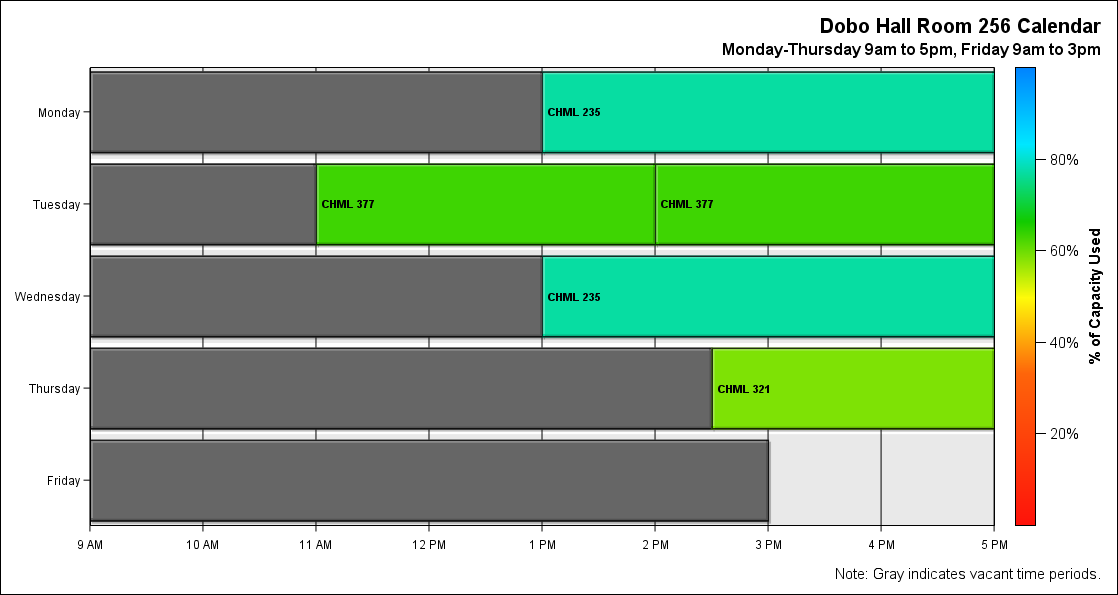 Dobo Hall Room 256 Calendar
Monday-Thursday 9am to 5pm, Friday 9am to 3pm
Monday
CHML 235
Tuesday
CHML 377
CHML 377
Wednesday
CHML 235
Thursday
CHML 321
Friday
9 AM
10 AM
11 AM
12 PM
1 PM
2 PM
3 PM
4 PM
5 PM
80%
60%
40%
20%
% of Capacity Used
Note: Gray indicates vacant time periods.